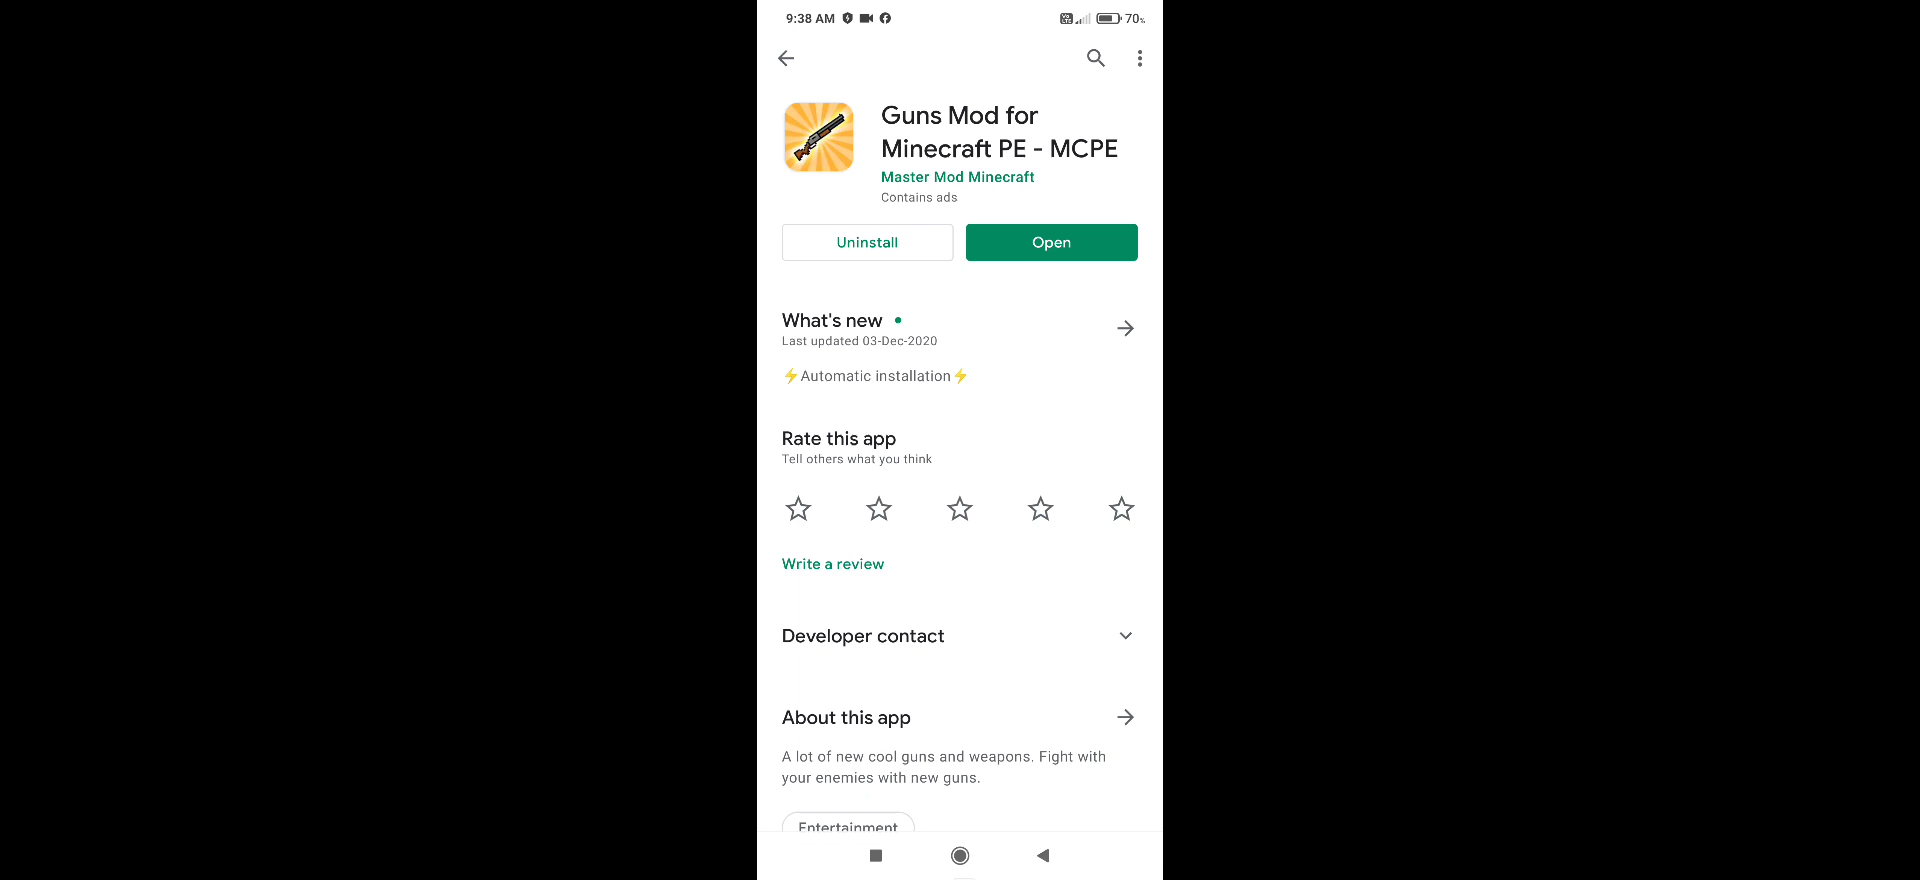 9:38 AM
70%
Guns Mod for
Minecraft PE - MCPE
Master Mod Minecraft
Contains ads
Uninstall
Open
What's new
Last updated 03-Dec-2020
⚡Automatic installation⚡
Rate this app
Tell others what you think
Write a review
Developer contact
About this app
A lot of new cool guns and weapons. Fight with
your enemies with new guns.
Entertainment